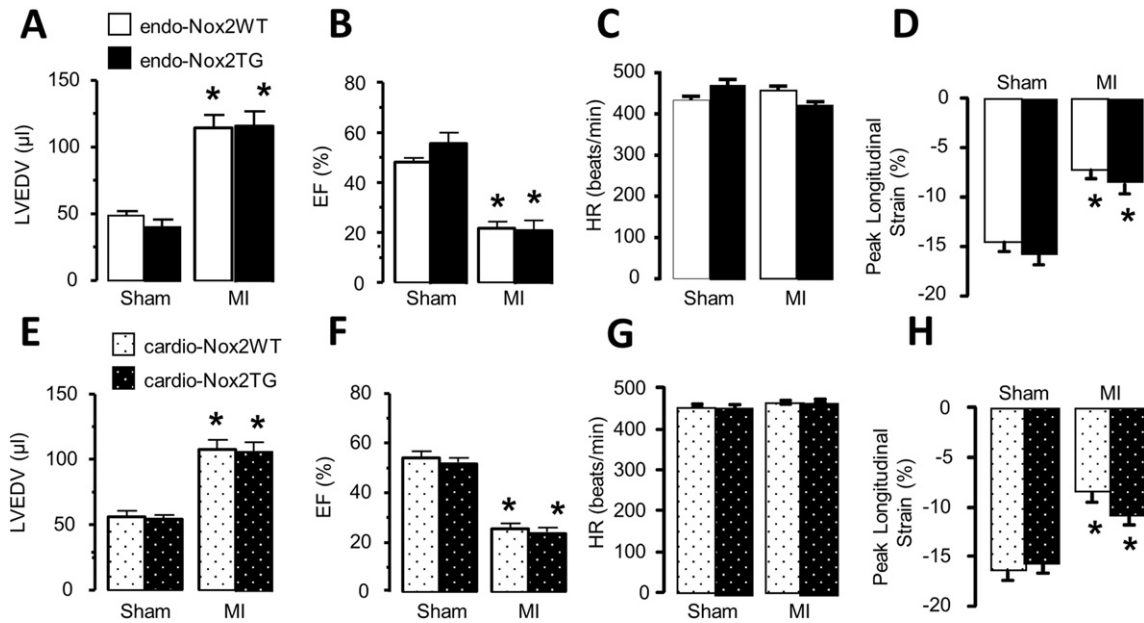 A
endo-Nox2WT
endo-Nox2TG
LVEDV (µl)
150
100
50
0
* *
Sham MI
B
EF (%)
80
60
40
20
0
* *
Sham MI
C
HR (beats/min)
500
400
300
200
100
0
Sham MI
D
Peak Longitudinal
Strain (%)
Sham MI
0
-5
-10
-15
-20
* *
E
cardio-Nox2WT
cardio-Nox2TG
LVEDV (µl)
150
100
50
0
* *
Sham MI
F
EF (%)
80
60
40
20
0
* *
Sham MI
G
HR (beats/min)
500
400
300
200
100
0
Sham MI
H
Peak Longitudinal
Strain (%)
Sham MI
0
-5
-10
-15
-20
* *